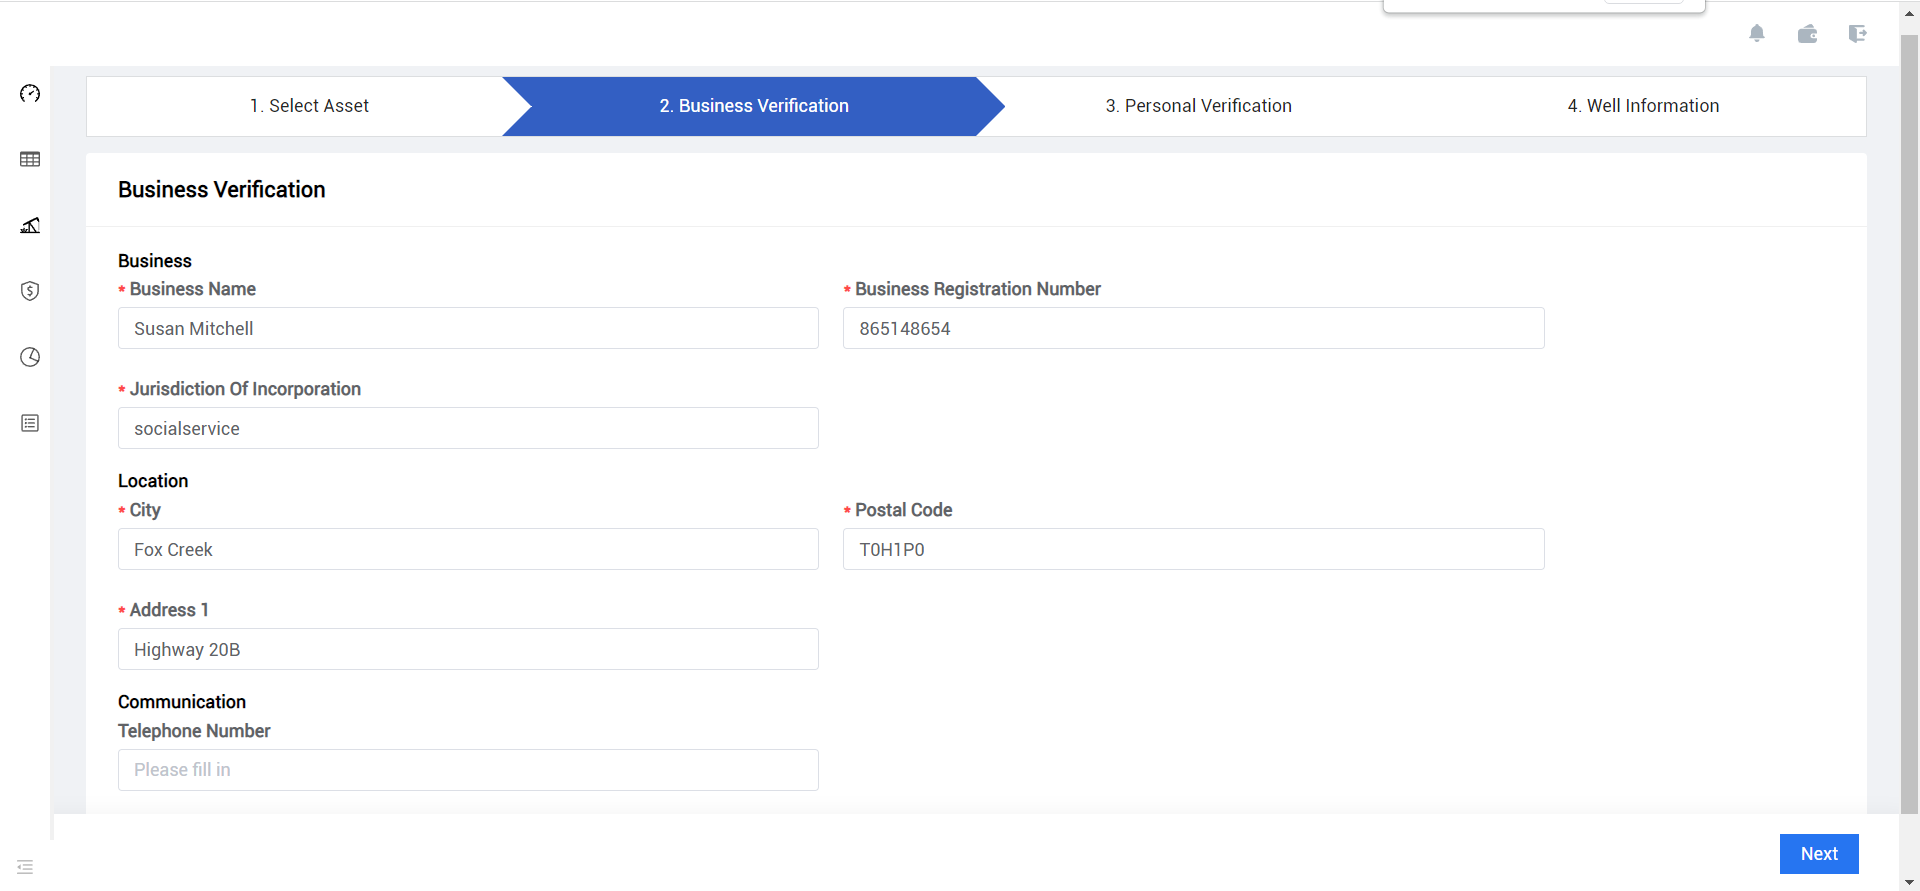 1. Select Asset
2. Business Verification
3. Personal Verification
4. Well Information
Business Verification
Business
* Business Name
* Business Registration Number
Susan Mitchell
865148654
* Jurisdiction Of Incorporation
socialservice
Location
* City
* Postal Code
Fox Creek
T0H1P0
* Address 1
Highway 20B
Communication
Telephone Number
Please fill in
Next